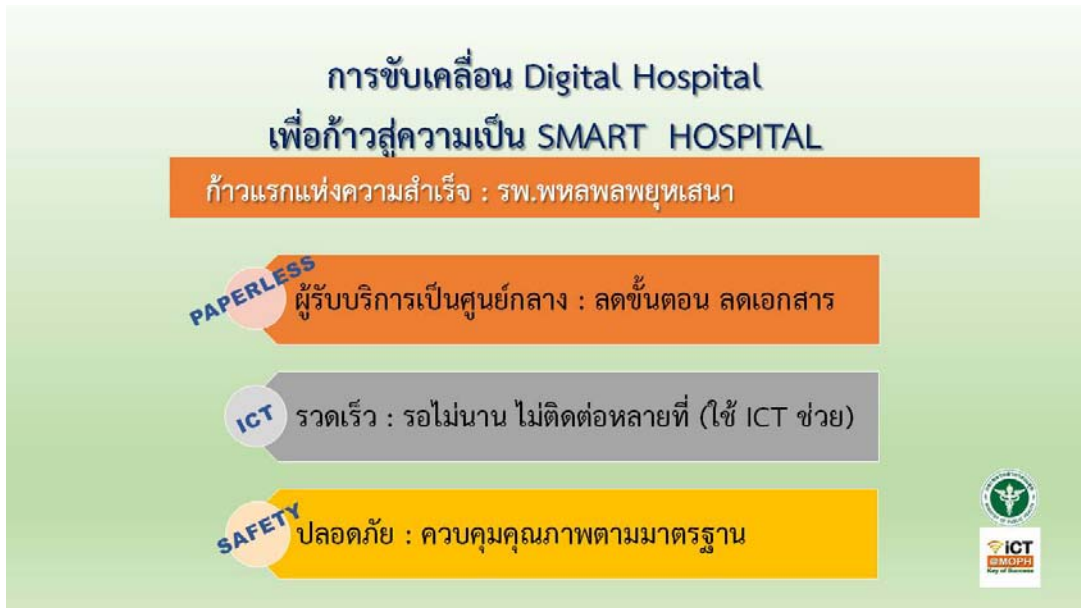 การขับเคลื่อน Digital Hospital
เพื่อก้าวสู่ความเป็น SMART HOSPITAL
ก้าวแรกแห่งความสำเร็จ : รพ.พหลพลพยุหเสนา
PAPERLESS
ผู้รับบริการเป็นศูนย์กลาง : ลดขั้นตอน ลดเอกสาร
ICT
รวดเร็ว : รอไม่นาน ไม่ติดต่อหลายที่ (ใช้ ICT ช่วย)
SAFETY
ปลอดภัย : ควบคุมคุณภาพตามมาตรฐาน
ICT
@MOPH
Key of Success